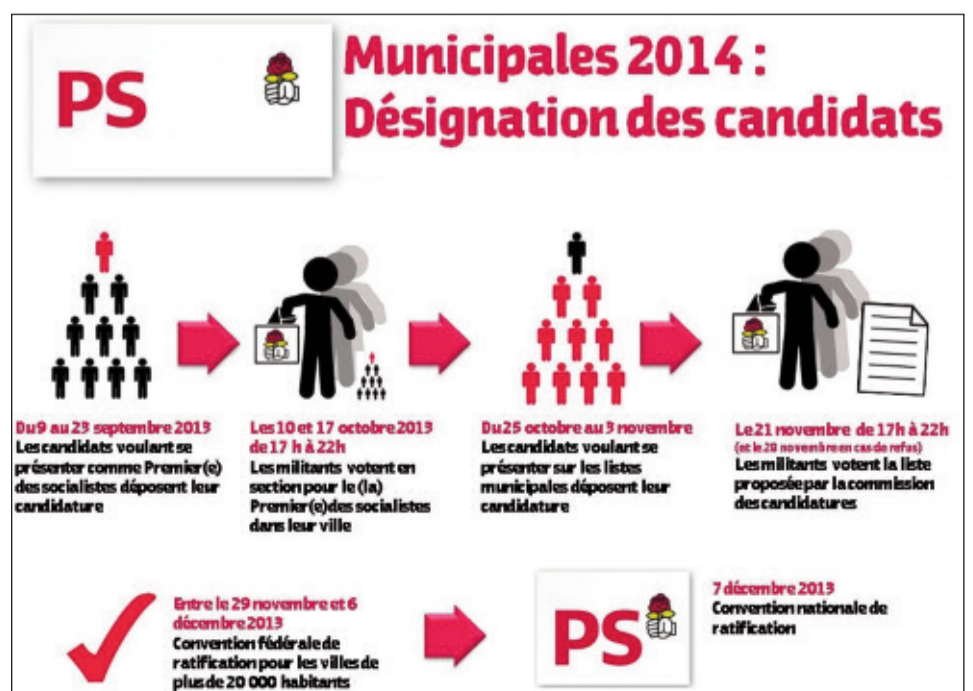 PS
Municipales 2014 :
Désignation des candidats
Du 9 au 23 septembre 2013
Les candidats voulant se
présenter comme Premier(e)
des socialistes déposent leur
candidature
Les 10 et 17 octobre 2013
de 17 h à 22h
Les militants votent en
section pour le (la)
Premier(e) des socialistes
dans leur ville
Du 25 octobre au 3 novembre
Les candidats voulant se
présenter sur les listes
municipales déposent leur
candidature
Le 21 novembre de 17h à 22h
(et le 28 novembre en cas de refus)
Les militants votent la liste
proposée par la commission
des candidatures
Entre le 29 novembre et 6
décembre 2013
Convention fédérale de
ratification pour les villes de
plus de 20 000 habitants
PS
7 décembre 2013
Convention nationale de
ratification